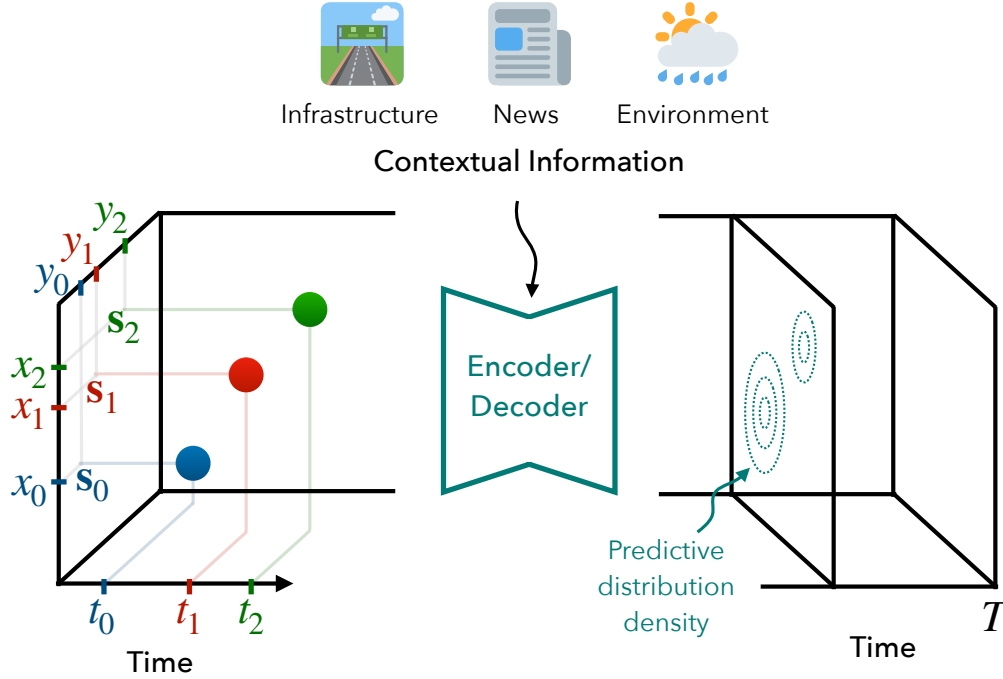 Infrastructure
News
Environment
Contextual Information
y₂
y₁
y₀
s₂
x₂
s₁
x₁
s₀
x₀
t₀
t₁
t₂
Time
Encoder/
Decoder
Predictive
distribution
density
T
Time